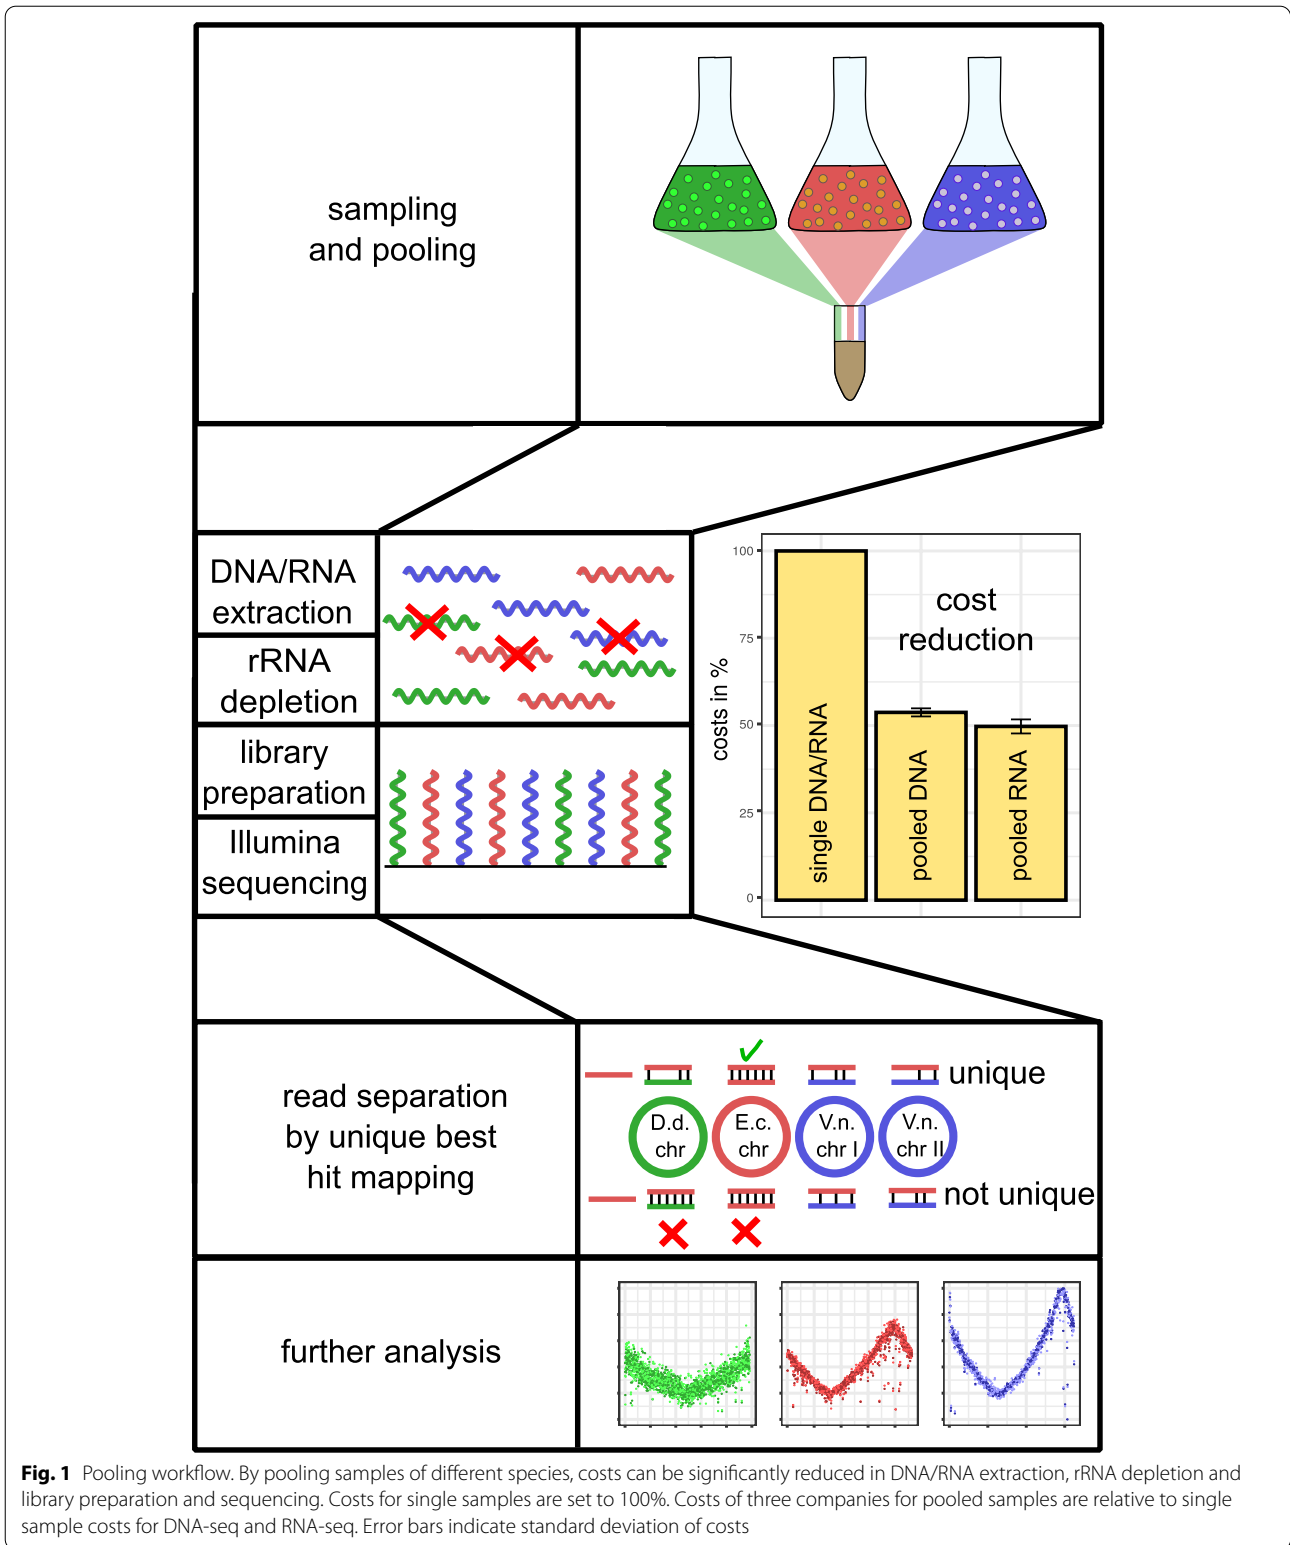 sampling
and pooling
DNA/RNA
extraction
rRNA
depletion
library
preparation
Illumina
sequencing
costs in %
100
75
50
25
0
cost
reduction
single DNA/RNA
pooled DNA
pooled RNA
read separation
by unique best
hit mapping
unique
D.d.
chr
E.c.
chr
V.n.
chr I
V.n.
chr II
not unique
further analysis
Fig. 1 Pooling workflow. By pooling samples of different species, costs can be significantly reduced in DNA/RNA extraction, rRNA depletion and
library preparation and sequencing. Costs for single samples are set to 100%. Costs of three companies for pooled samples are relative to single
sample costs for DNA-seq and RNA-seq. Error bars indicate standard deviation of costs